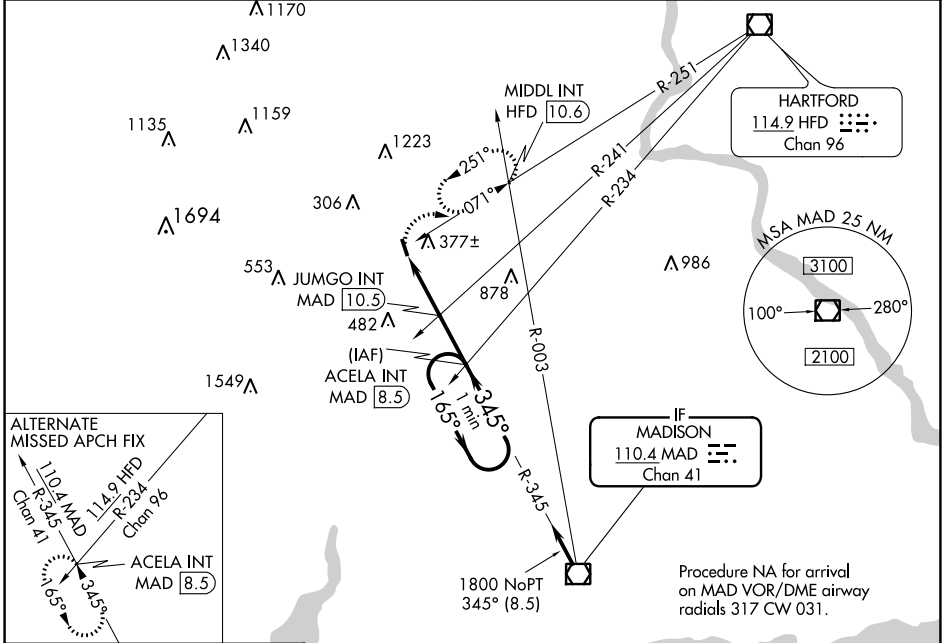 1170
1340
1159
1135
1223
306
1694
377±
553
482
878
986
1549
MIDDL INT
HFD 10.6
R-251
R-241
R-234
251°
071°
HARTFORD
114.9 HFD
Chan 96
MSA MAD 25 NM
3100
100°
280°
2100
JUMGO INT
MAD 10.5
(IAF)
ACELA INT
MAD 8.5
R-003
165°
1 min
345°
R-345
IF
MADISON
110.4 MAD
Chan 41
1800 NoPT
345° (8.5)
Procedure NA for arrival
on MAD VOR/DME airway
radials 317 CW 031.
ALTERNATE
MISSED APCH FIX
110.4 MAD
R-345
Chan 41
114.9 HFD
R-234
Chan 96
ACELA INT
MAD 8.5
165°
345°